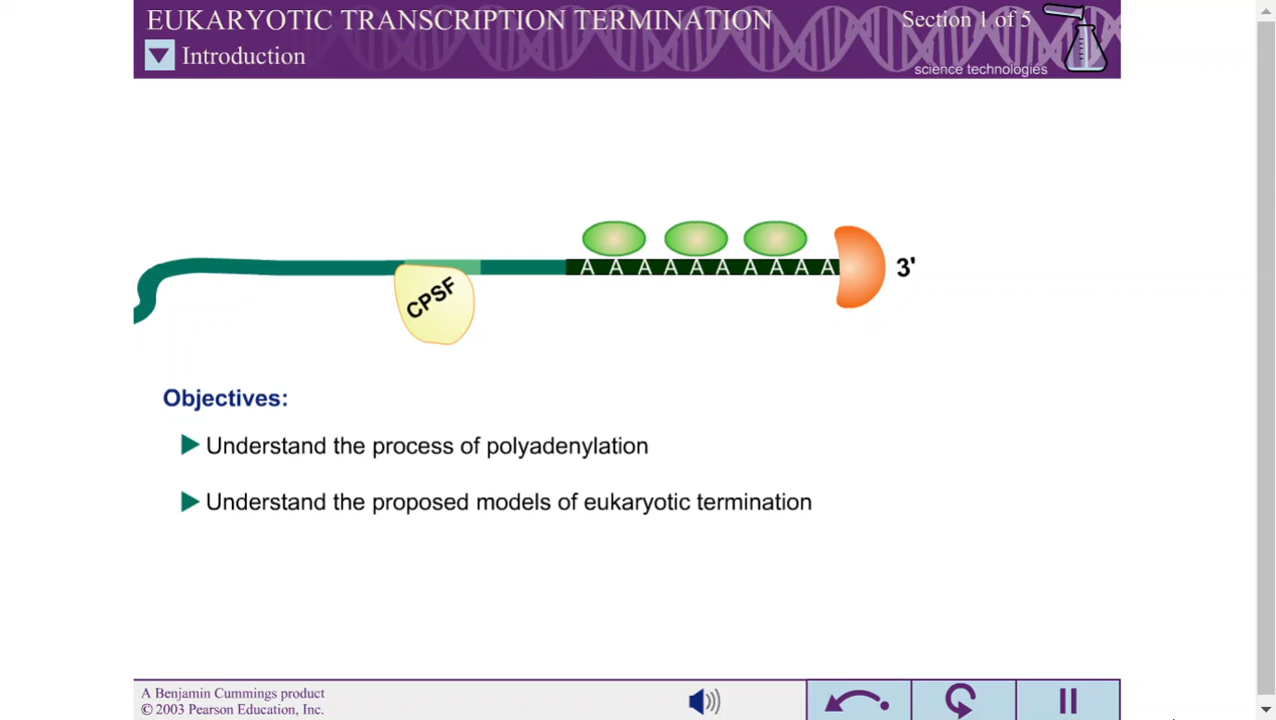 EUKARYOTIC TRANSCRIPTION TERMINATION
Section 1 of 5
Introduction
science technologies
CPSF
A A A A A A A A A A
3'
Objectives:
Understand the process of polyadenylation
Understand the proposed models of eukaryotic termination
A Benjamin Cummings product
© 2003 Pearson Education, Inc.